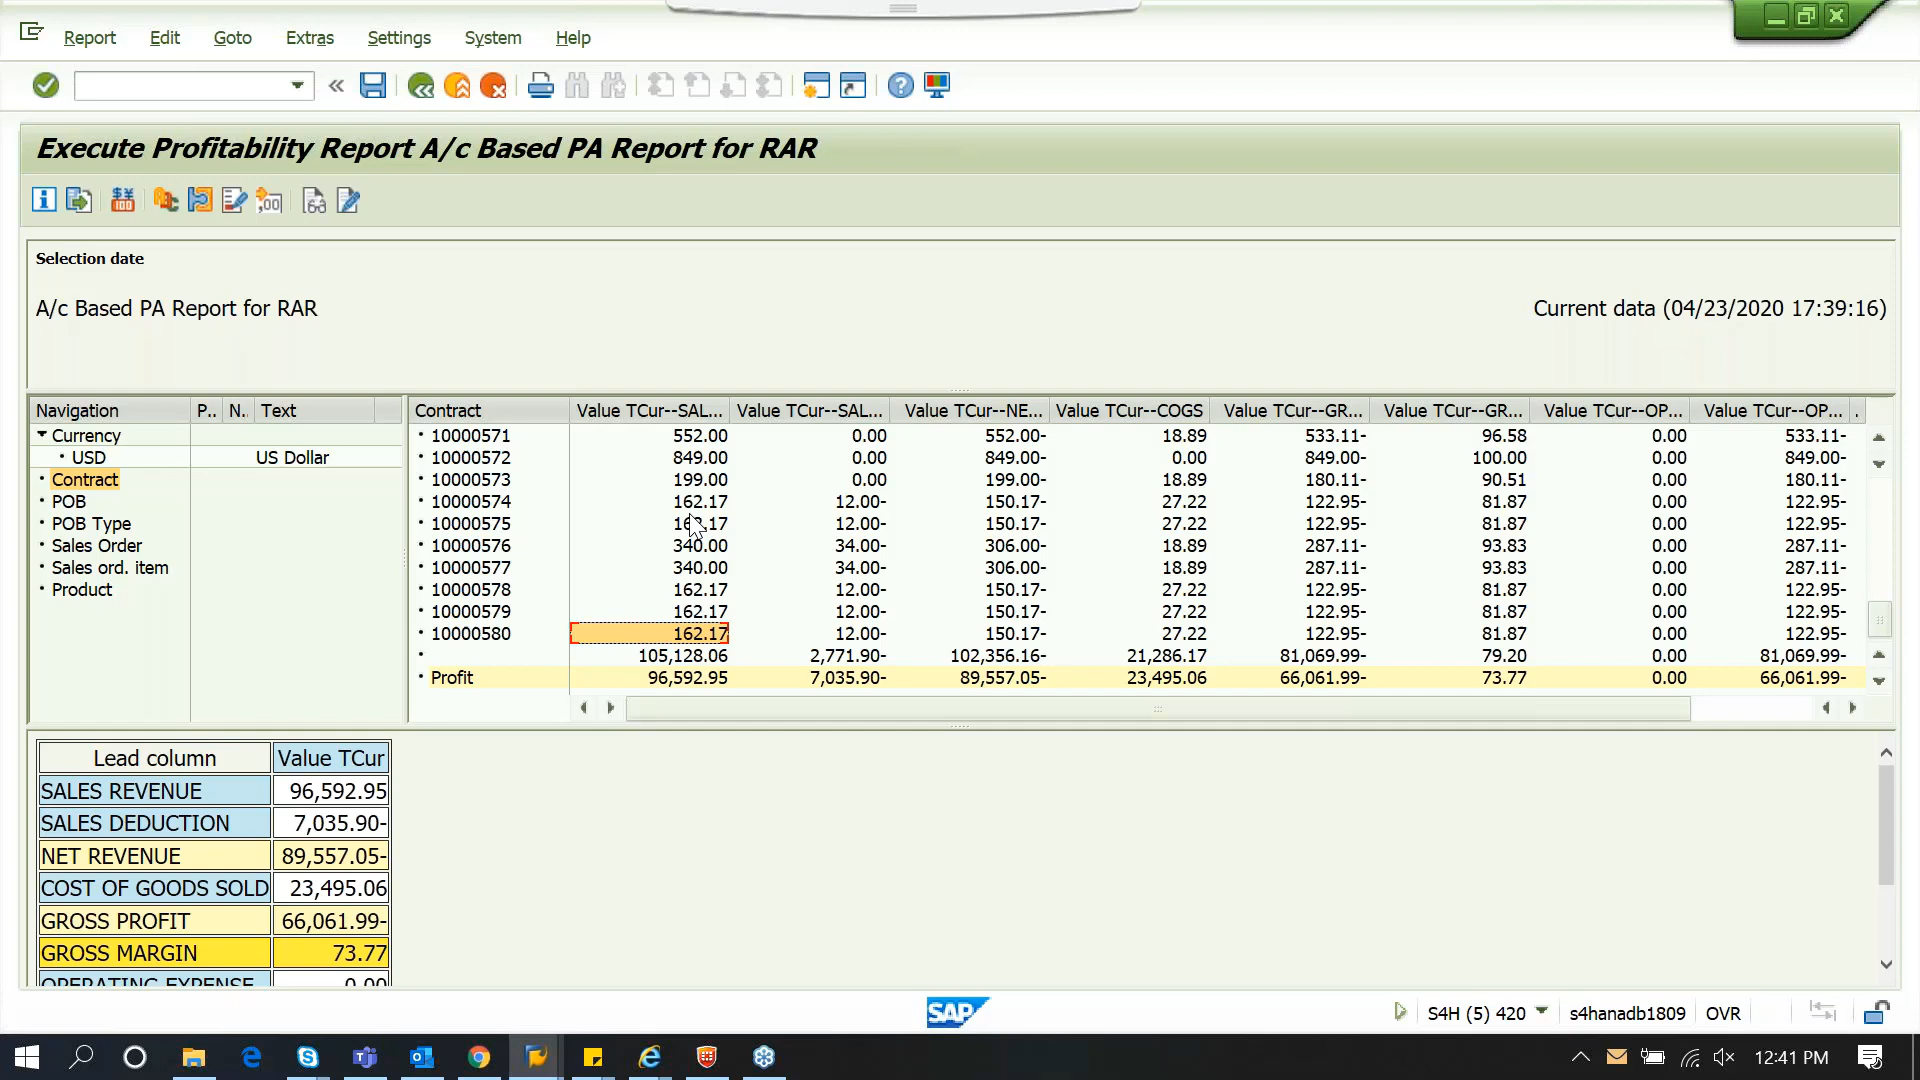 Report Edit Goto Extras Settings System Help
Execute Profitability Report A/c Based PA Report for RAR
Selection date
A/c Based PA Report for RAR Current data (04/23/2020 17:39:16)
Navigation P.. N.. Text
Currency
USD US Dollar
Contract
POB
POB Type
Sales Order
Sales ord. item
Product
Contract Value TCur--SAL... Value TCur--SAL... Value TCur--NE... Value TCur--COGS Value TCur--GR... Value TCur--GR... Value TCur--OP... Value TCur--OP... .
10000571 552.00 0.00 552.00- 18.89 533.11- 96.58 0.00 533.11-
10000572 849.00 0.00 849.00- 0.00 849.00- 100.00 0.00 849.00-
10000573 199.00 0.00 199.00- 18.89 180.11- 90.51 0.00 180.11-
10000574 162.17 12.00- 150.17- 27.22 122.95- 81.87 0.00 122.95-
10000575 162.17 12.00- 150.17- 27.22 122.95- 81.87 0.00 122.95-
10000576 340.00 34.00- 306.00- 18.89 287.11- 93.83 0.00 287.11-
10000577 340.00 34.00- 306.00- 18.89 287.11- 93.83 0.00 287.11-
10000578 162.17 12.00- 150.17- 27.22 122.95- 81.87 0.00 122.95-
10000579 162.17 12.00- 150.17- 27.22 122.95- 81.87 0.00 122.95-
10000580 162.17 12.00- 150.17- 27.22 122.95- 81.87 0.00 122.95-
105,128.06 2,771.90- 102,356.16- 21,286.17 81,069.99- 79.20 0.00 81,069.99-
Profit 96,592.95 7,035.90- 89,557.05- 23,495.06 66,061.99- 73.77 0.00 66,061.99-
Lead column Value TCur
SALES REVENUE 96,592.95
SALES DEDUCTION 7,035.90-
NET REVENUE 89,557.05-
COST OF GOODS SOLD 23,495.06
GROSS PROFIT 66,061.99-
GROSS MARGIN 73.77
OPERATING EXPENSE 0.00
SAP S4H (5) 420 s4hanadb1809 OVR
12:41 PM